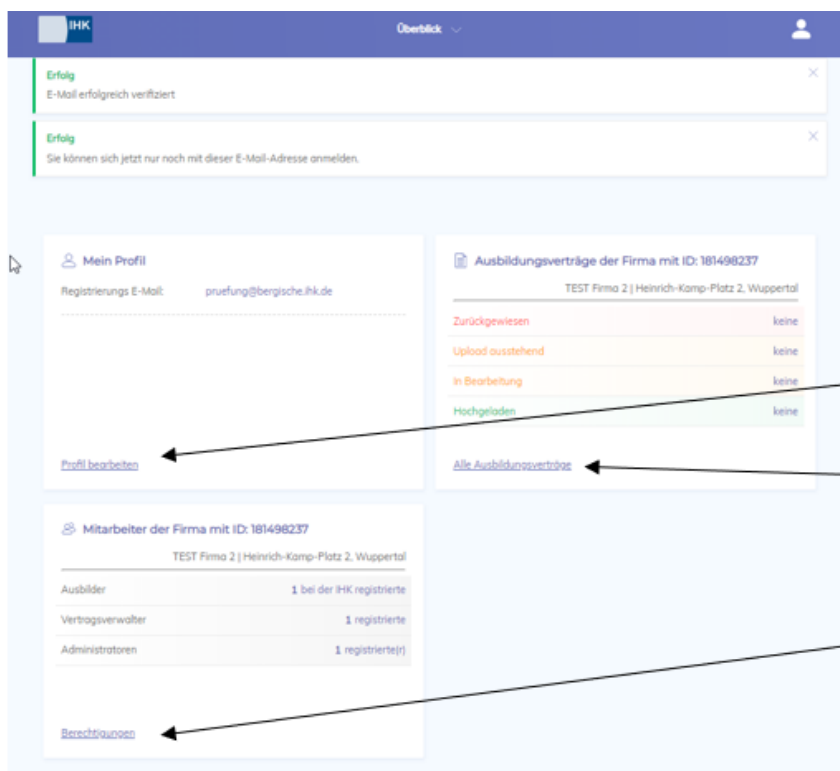 IHK
Überblick
Erfolg
E-Mail erfolgreich verifiziert
Erfolg
Sie können sich jetzt nur noch mit dieser E-Mail-Adresse anmelden.
Mein Profil
Registrierungs E-Mail: pruefung@bergische.ihk.de
Profil bearbeiten
Ausbildungsverträge der Firma mit ID: 181498237
TEST Firma 2 | Heinrich-Kamp-Platz 2, Wuppertal
Zurückgewiesen keine
Upload ausstehend keine
In Bearbeitung keine
Hochgeladen keine
Alle Ausbildungsverträge
Mitarbeiter der Firma mit ID: 181498237
TEST Firma 2 | Heinrich-Kamp-Platz 2, Wuppertal
Ausbilder 1 bei der IHK registrierte
Vertragsverwalter 1 registrierte
Administratoren 1 registrierte(r)
Berechtigungen